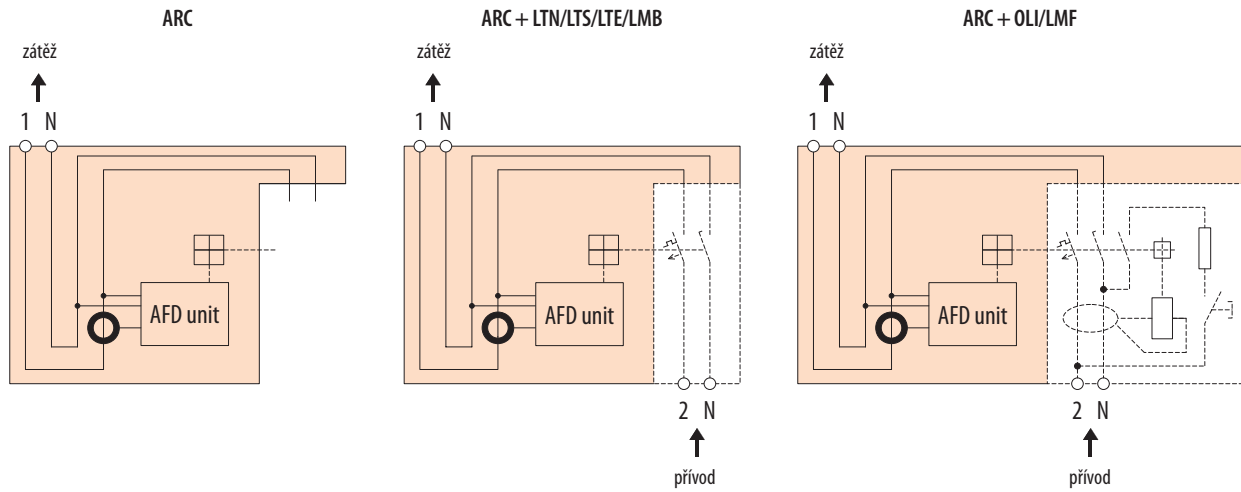 ARC
zátěž
1 N
AFD unit
ARC + LTN/LTS/LTE/LMB
zátěž
1 N
AFD unit
2 N
přívod
ARC + OLI/LMF
zátěž
1 N
AFD unit
2 N
přívod